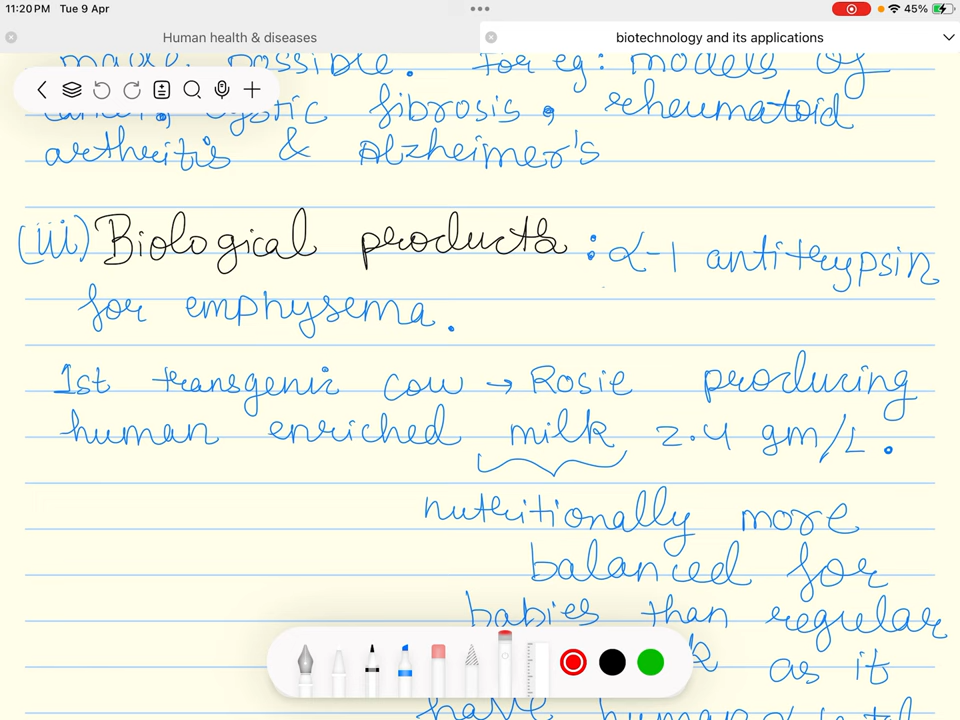 11:20 PM Tue 9 Apr
45%
Human health & diseases
biotechnology and its applications
possible. For eg: models of
cystic fibrosis, rheumatoid
arthritis & Alzheimer's
(iii) Biological products : α-1 antitrypsin
for emphysema.
1st transgenic cow → Rosie producing
human enriched milk 2.4 gm/L.
nutritionally more
balanced for
babies than regular
as it
have human